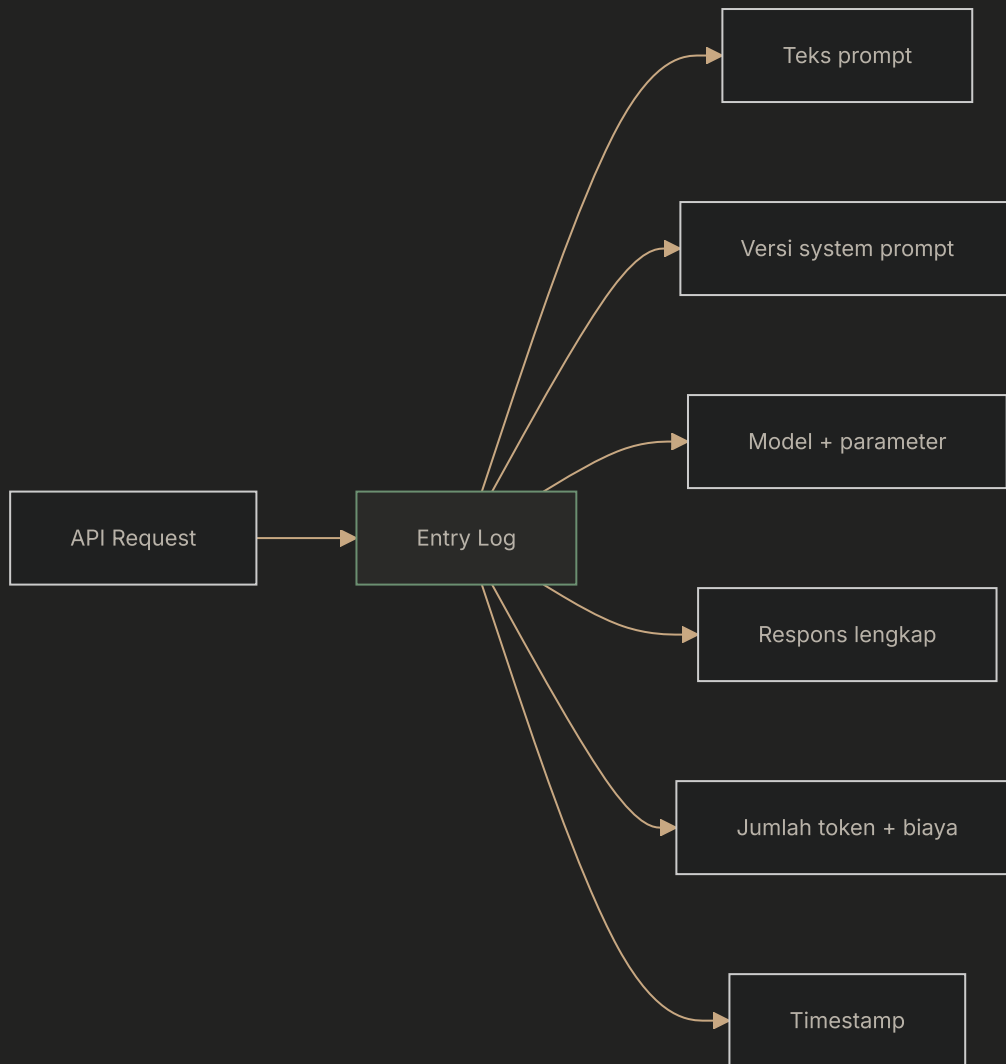 Teks prompt
Versi system prompt
Model + parameter
API Request
Entry Log
Respons lengkap
Jumlah token + biaya
Timestamp